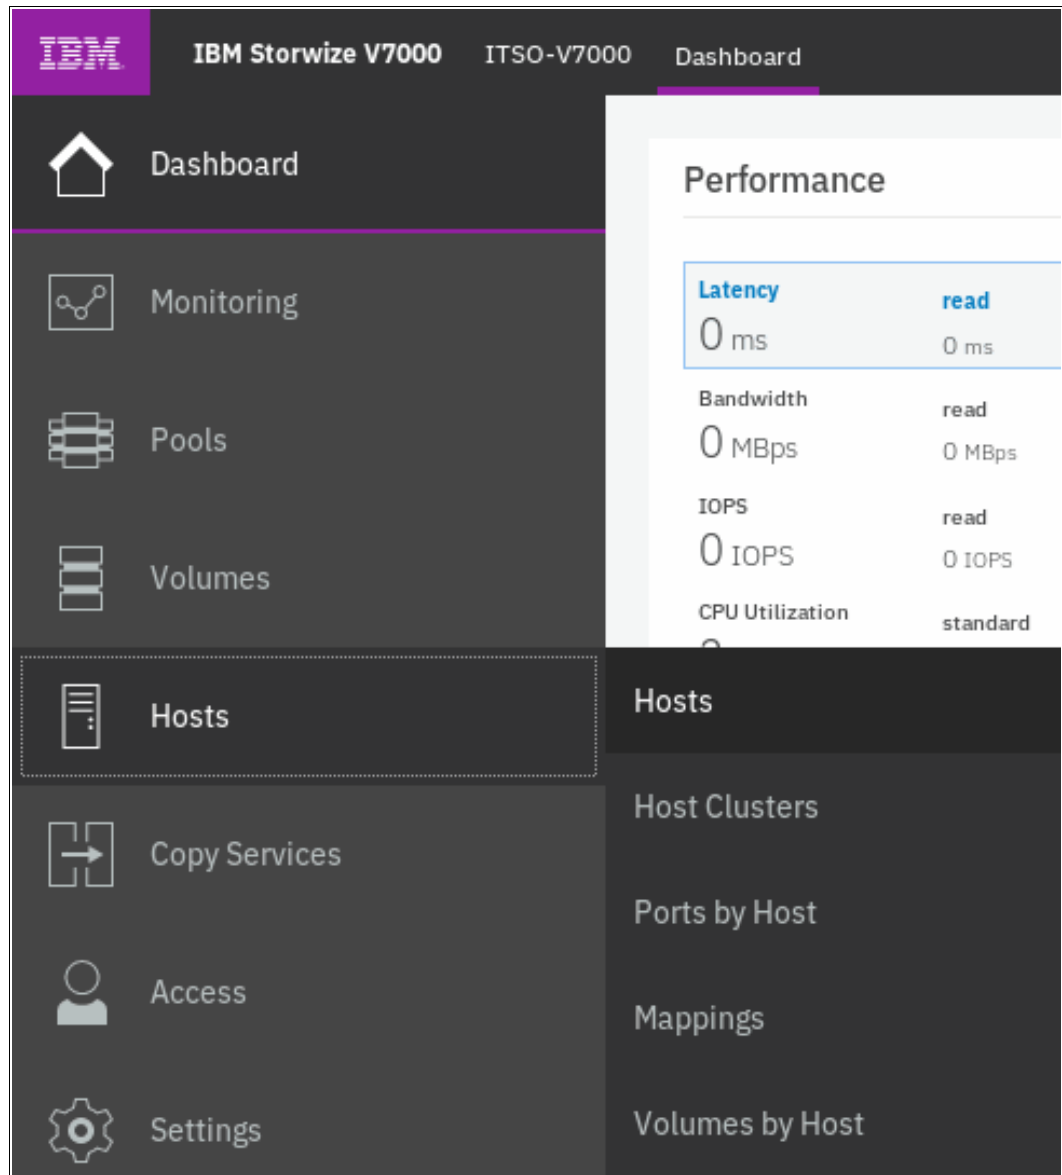 IBM IBM Storwize V7000 ITSO-V7000 Dashboard
Dashboard
Monitoring
Pools
Volumes
Hosts
Copy Services
Access
Settings
Performance
Latency read
0 ms 0 ms
Bandwidth read
0 MBps 0 MBps
IOPS read
0 IOPS 0 IOPS
CPU Utilization standard
Hosts
Host Clusters
Ports by Host
Mappings
Volumes by Host